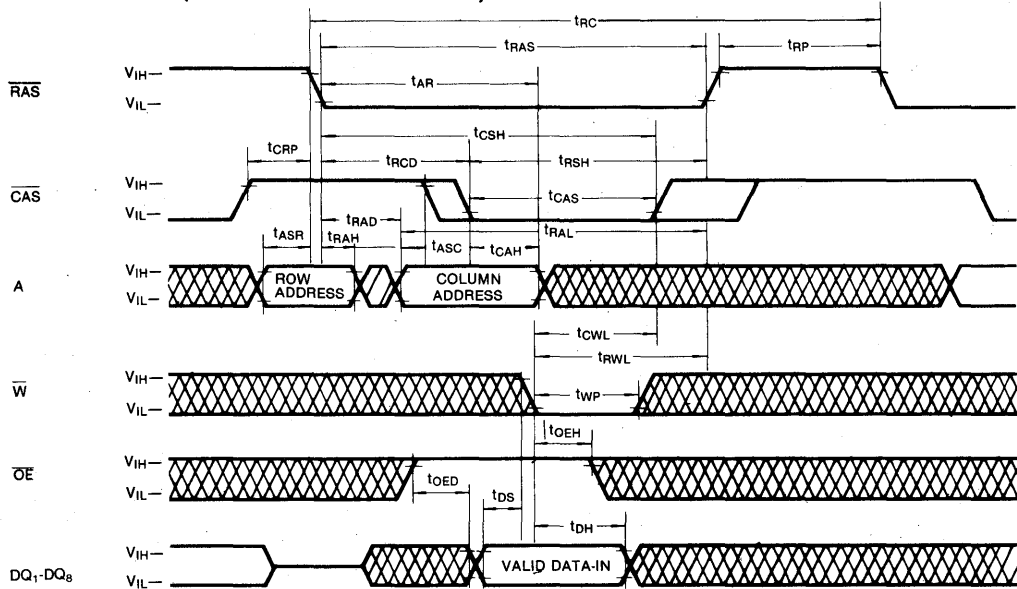 tRC
tRAS
tRP
tAR
RAS
VIH—
VIL—
tCSH
tCRP
tRCD
tRSH
CAS
VIH—
VIL—
tCAS
tRAD
tRAL
tASR
tRAH
tASC
tCAH
A
VIH—
VIL—
ROW ADDRESS
COLUMN ADDRESS
tCWL
tRWL
W
VIH—
VIL—
tWP
tOEH
OE
VIH—
VIL—
tOED
tDS
tDH
DQ1-DQ8
VIH—
VIL—
VALID DATA-IN